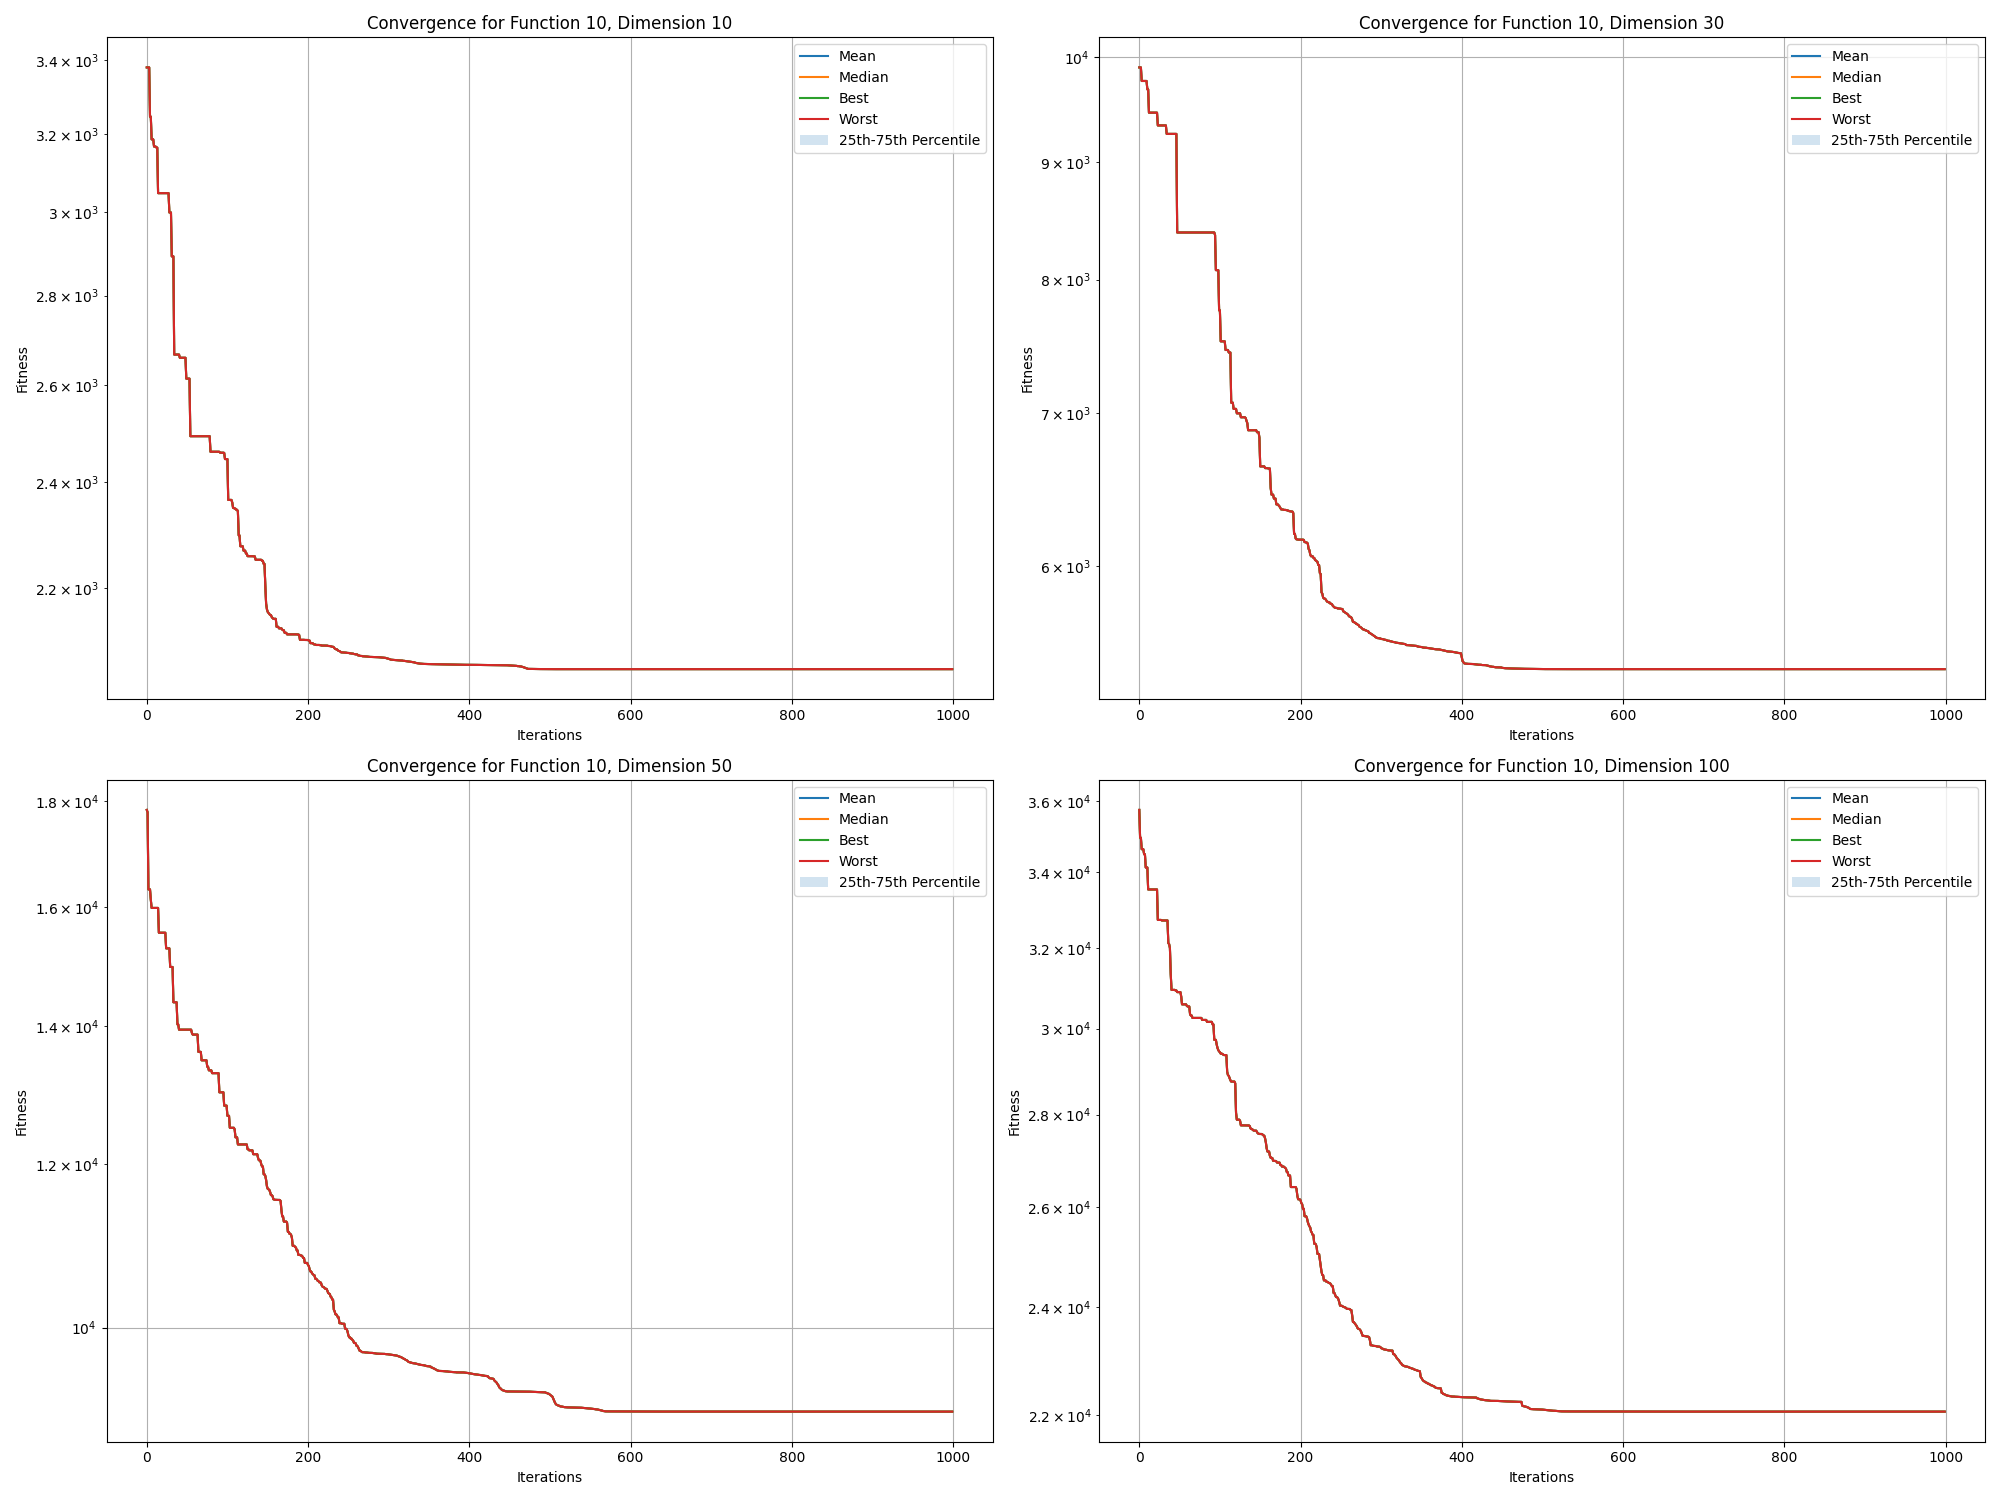 Convergence for Function 10, Dimension 10
3.4 × 10³
3.2 × 10³
3 × 10³
2.8 × 10³
2.6 × 10³
2.4 × 10³
2.2 × 10³
Fitness
0 200 400 600 800 1000
Iterations
Mean
Median
Best
Worst
25th-75th Percentile
Convergence for Function 10, Dimension 30
10⁴
9 × 10³
8 × 10³
7 × 10³
6 × 10³
Fitness
0 200 400 600 800 1000
Iterations
Mean
Median
Best
Worst
25th-75th Percentile
Convergence for Function 10, Dimension 50
1.8 × 10⁴
1.6 × 10⁴
1.4 × 10⁴
1.2 × 10⁴
10⁴
Fitness
0 200 400 600 800 1000
Iterations
Mean
Median
Best
Worst
25th-75th Percentile
Convergence for Function 10, Dimension 100
3.6 × 10⁴
3.4 × 10⁴
3.2 × 10⁴
3 × 10⁴
2.8 × 10⁴
2.6 × 10⁴
2.4 × 10⁴
2.2 × 10⁴
Fitness
0 200 400 600 800 1000
Iterations
Mean
Median
Best
Worst
25th-75th Percentile